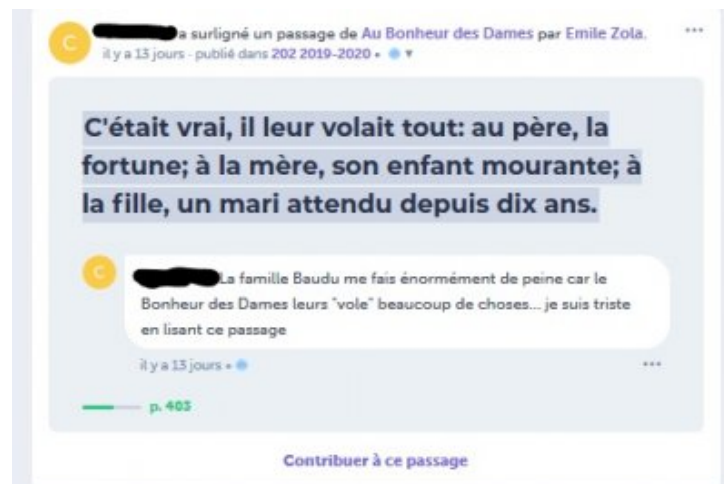 C
a surligné un passage de Au Bonheur des Dames par Emile Zola.
il y a 13 jours - publié dans 202 2019-2020 •
C'était vrai, il leur volait tout: au père, la
fortune; à la mère, son enfant mourante; à
la fille, un mari attendu depuis dix ans.
C
La famille Baudu me fais énormément de peine car le
Bonheur des Dames leurs "vole" beaucoup de choses... je suis triste
en lisant ce passage
il y a 13 jours •
p. 403
Contribuer à ce passage